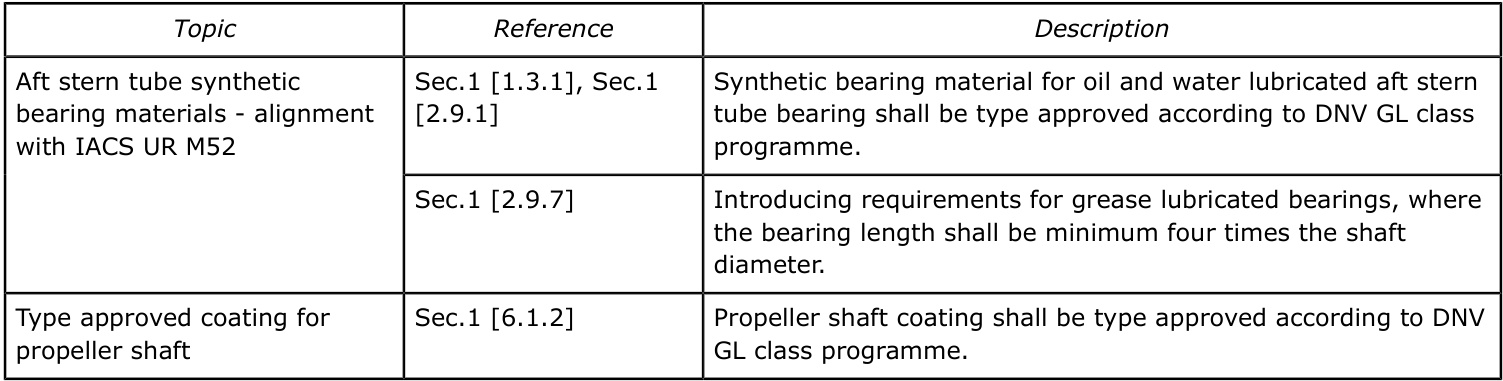 Topic
Reference
Description
Aft stern tube synthetic
bearing materials - alignment
with IACS UR M52
Sec.1 [1.3.1], Sec.1
[2.9.1]
Synthetic bearing material for oil and water lubricated aft stern
tube bearing shall be type approved according to DNV GL class
programme.
Sec.1 [2.9.7]
Introducing requirements for grease lubricated bearings, where
the bearing length shall be minimum four times the shaft
diameter.
Type approved coating for
propeller shaft
Sec.1 [6.1.2]
Propeller shaft coating shall be type approved according to DNV
GL class programme.